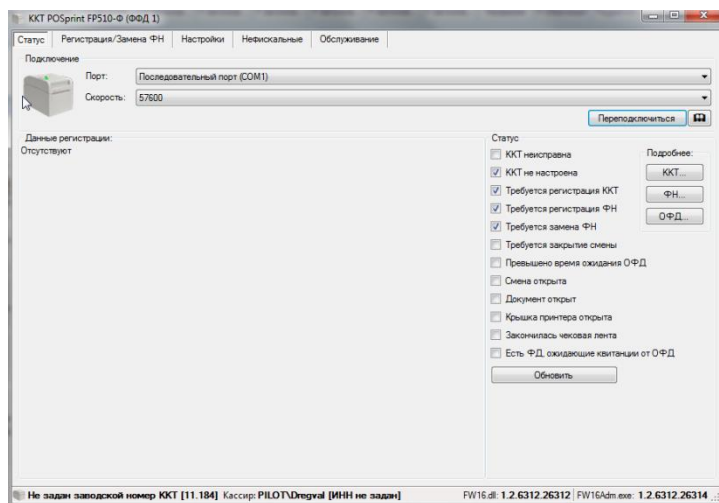 ККТ POSprint FP510-Ф (ФФД 1)
Статус Регистрация/Замена ФН Настройки Нефискальные Обслуживание
Подключение
Порт: Последовательный порт (COM1)
Скорость: 57600
Переподключиться
Данные регистрации:
Отсутствуют
Статус
ККТ неисправна
ККТ не настроена
Требуется регистрация ККТ
Требуется регистрация ФН
Требуется замена ФН
Требуется закрытие смены
Превышено время ожидания ОФД
Смена открыта
Документ открыт
Крышка принтера открыта
Закончилась чековая лента
Есть ФД, ожидающие квитанции от ОФД
Обновить
Подробнее:
ККТ...
ФН...
ОФД...
Не задан заводской номер ККТ [11.184] Кассир: PILOT\Dregval [ИНН не задан] FW16.dll: 1.2.6312.26312 FW16Adm.exe: 1.2.6312.26314